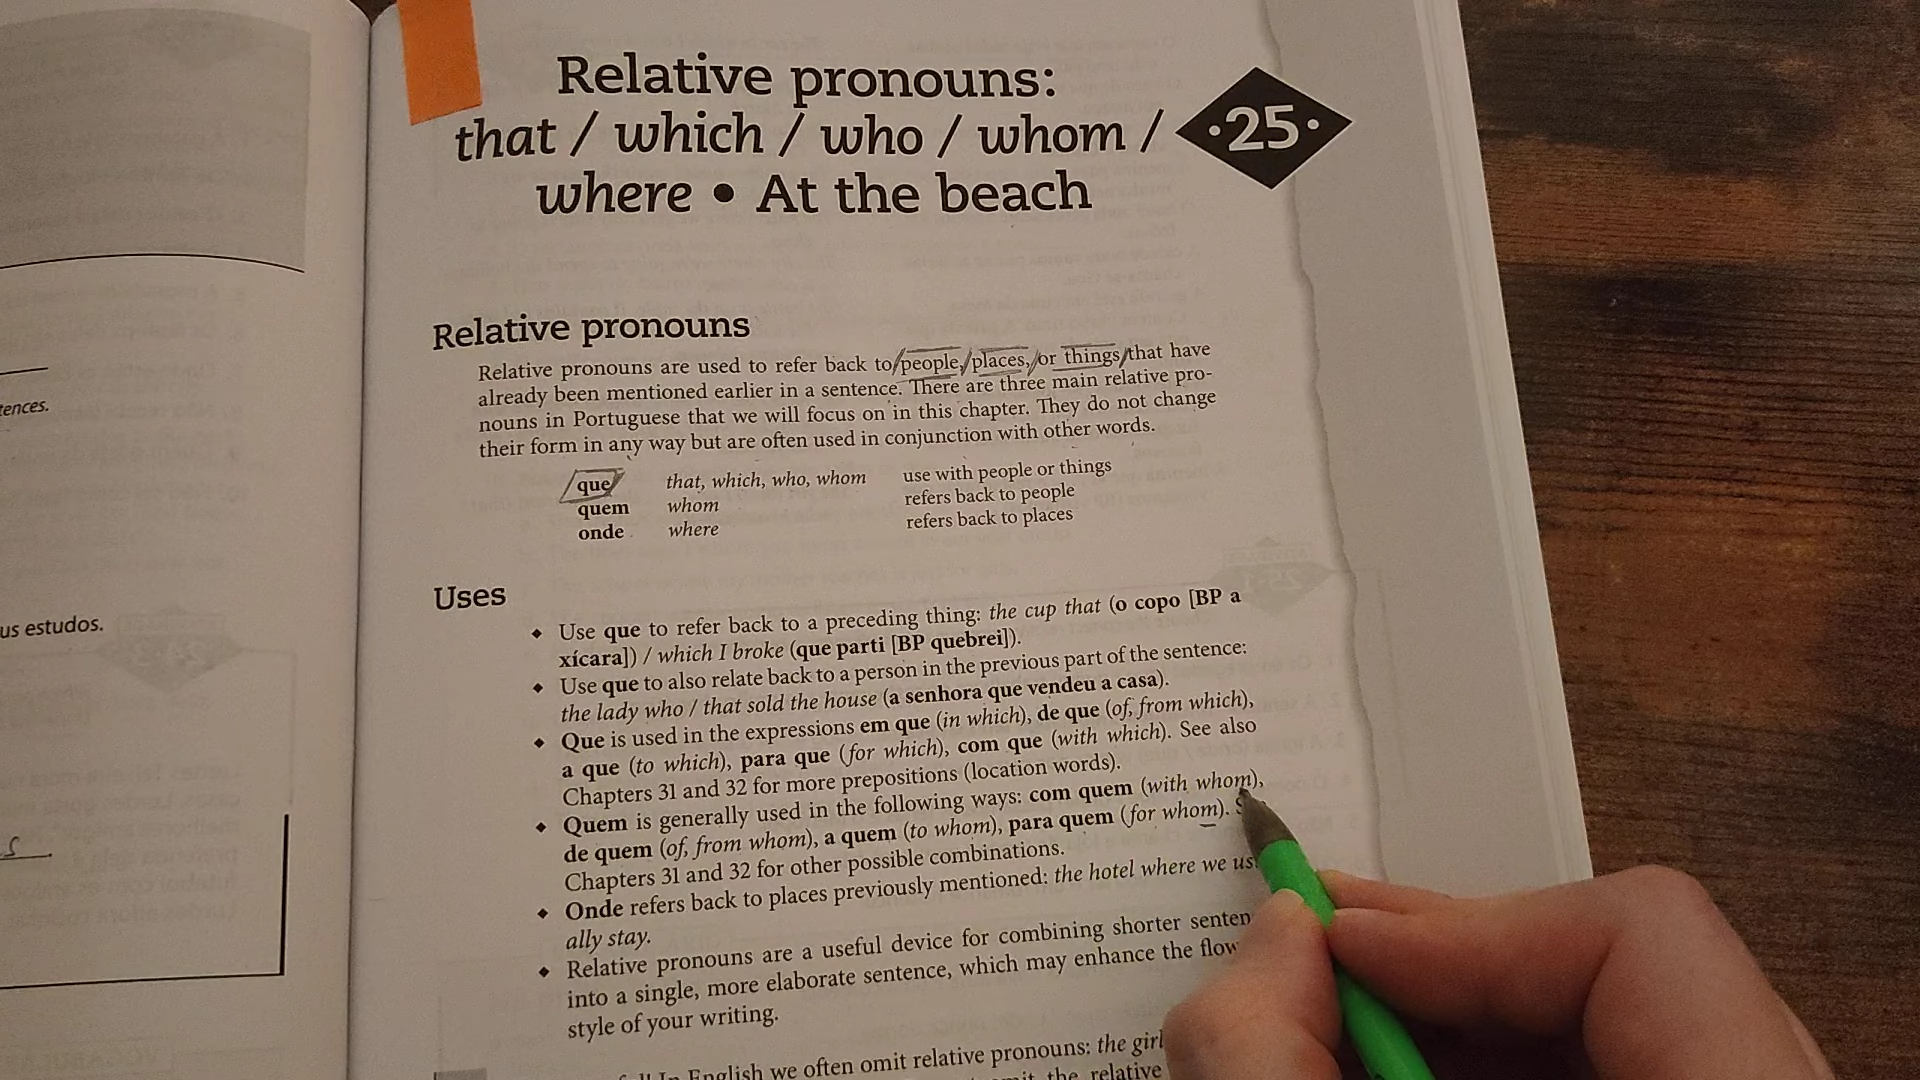 tences.
us estudos.
s
Relative pronouns:
that / which / who / whom /
where • At the beach
•25•
Relative pronouns
Relative pronouns are used to refer back to people, places, or things that have
already been mentioned earlier in a sentence. There are three main relative pro-
nouns in Portuguese that we will focus on in this chapter. They do not change
their form in any way but are often used in conjunction with other words.
que that, which, who, whom use with people or things
quem whom refers back to people
onde where refers back to places
Uses
◆ Use que to refer back to a preceding thing: the cup that (o copo [BP a
xícara]) / which I broke (que parti [BP quebrei]).
◆ Use que to also relate back to a person in the previous part of the sentence:
the lady who / that sold the house (a senhora que vendeu a casa).
◆ Que is used in the expressions em que (in which), de que (of, from which),
a que (to which), para que (for which), com que (with which). See also
Chapters 31 and 32 for more prepositions (location words).
◆ Quem is generally used in the following ways: com quem (with whom),
de quem (of, from whom), a quem (to whom), para quem (for whom). S
Chapters 31 and 32 for other possible combinations.
◆ Onde refers back to places previously mentioned: the hotel where we us
ally stay.
◆ Relative pronouns are a useful device for combining shorter senten
into a single, more elaborate sentence, which may enhance the flow
style of your writing.
In English we often omit relative pronouns: the girl
the relative